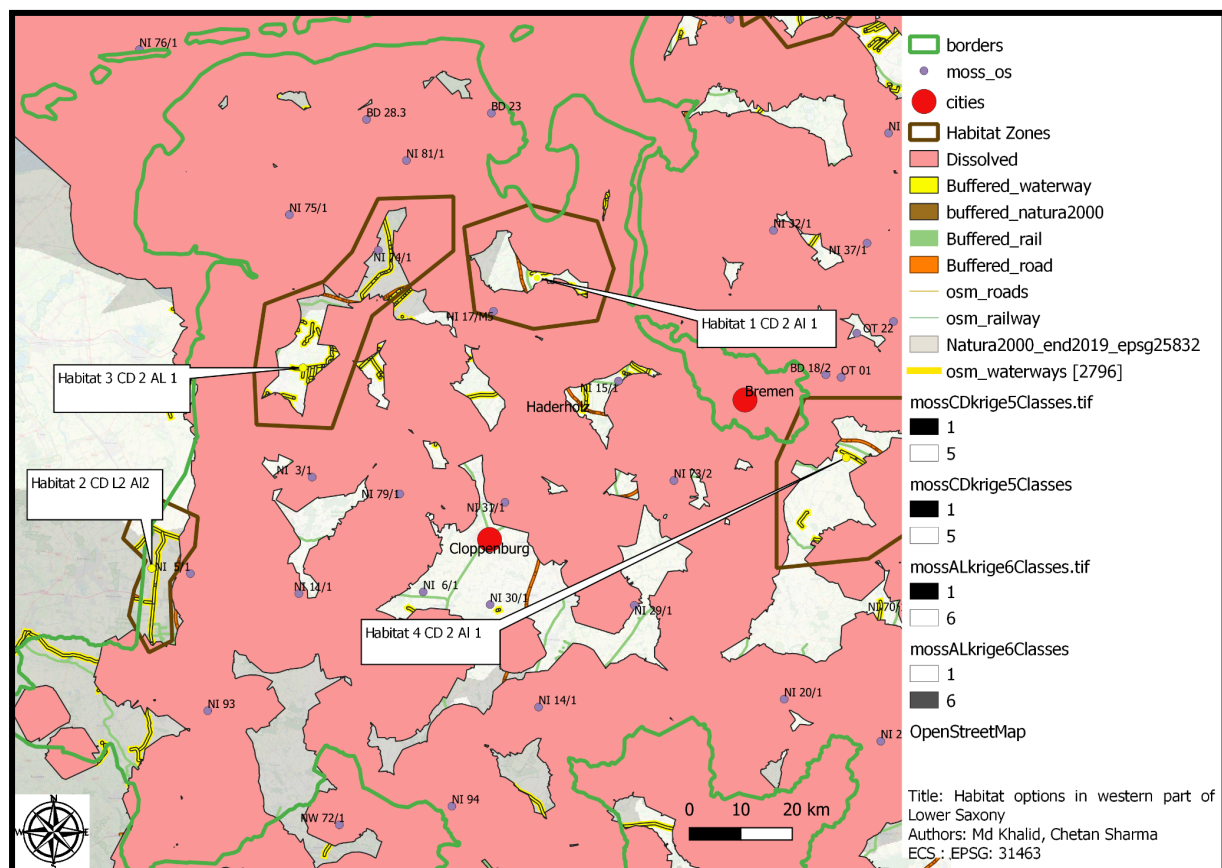 NI 76/1
BD 28.3
BD 23
NI 81/1
NI 75/1
NI 32/1
NI 37/1
NI 74/1
NI 17/M5
OT 22
Habitat 1 CD 2 Al 1
Habitat 3 CD 2 AL 1
BD 18/2
OT 01
NI 15/1
Bremen
Haderholz
NI 3/1
NI 73/2
Habitat 2 CD L2 Al2
NI 79/1
NI 31/1
Cloppenburg
NI 5/1
NI 11/1
NI 6/1
NI 30/1
NI 29/1
NI 70/
Habitat 4 CD 2 Al 1
NI 93
NI 14/1
NI 20/1
NI 2
NI 94
NW 72/1
0 10 20 km
NI
borders
moss_os
cities
Habitat Zones
Dissolved
Buffered_waterway
buffered_natura2000
Buffered_rail
Buffered_road
osm_roads
osm_railway
Natura2000_end2019_epsg25832
osm_waterways [2796]
mossCDkrige5Classes.tif
1
5
mossCDkrige5Classes
1
5
mossALkrige6Classes.tif
1
6
mossALkrige6Classes
1
6
OpenStreetMap
Title: Habitat options in western part of
Lower Saxony
Authors: Md Khalid, Chetan Sharma
ECS : EPSG: 31463